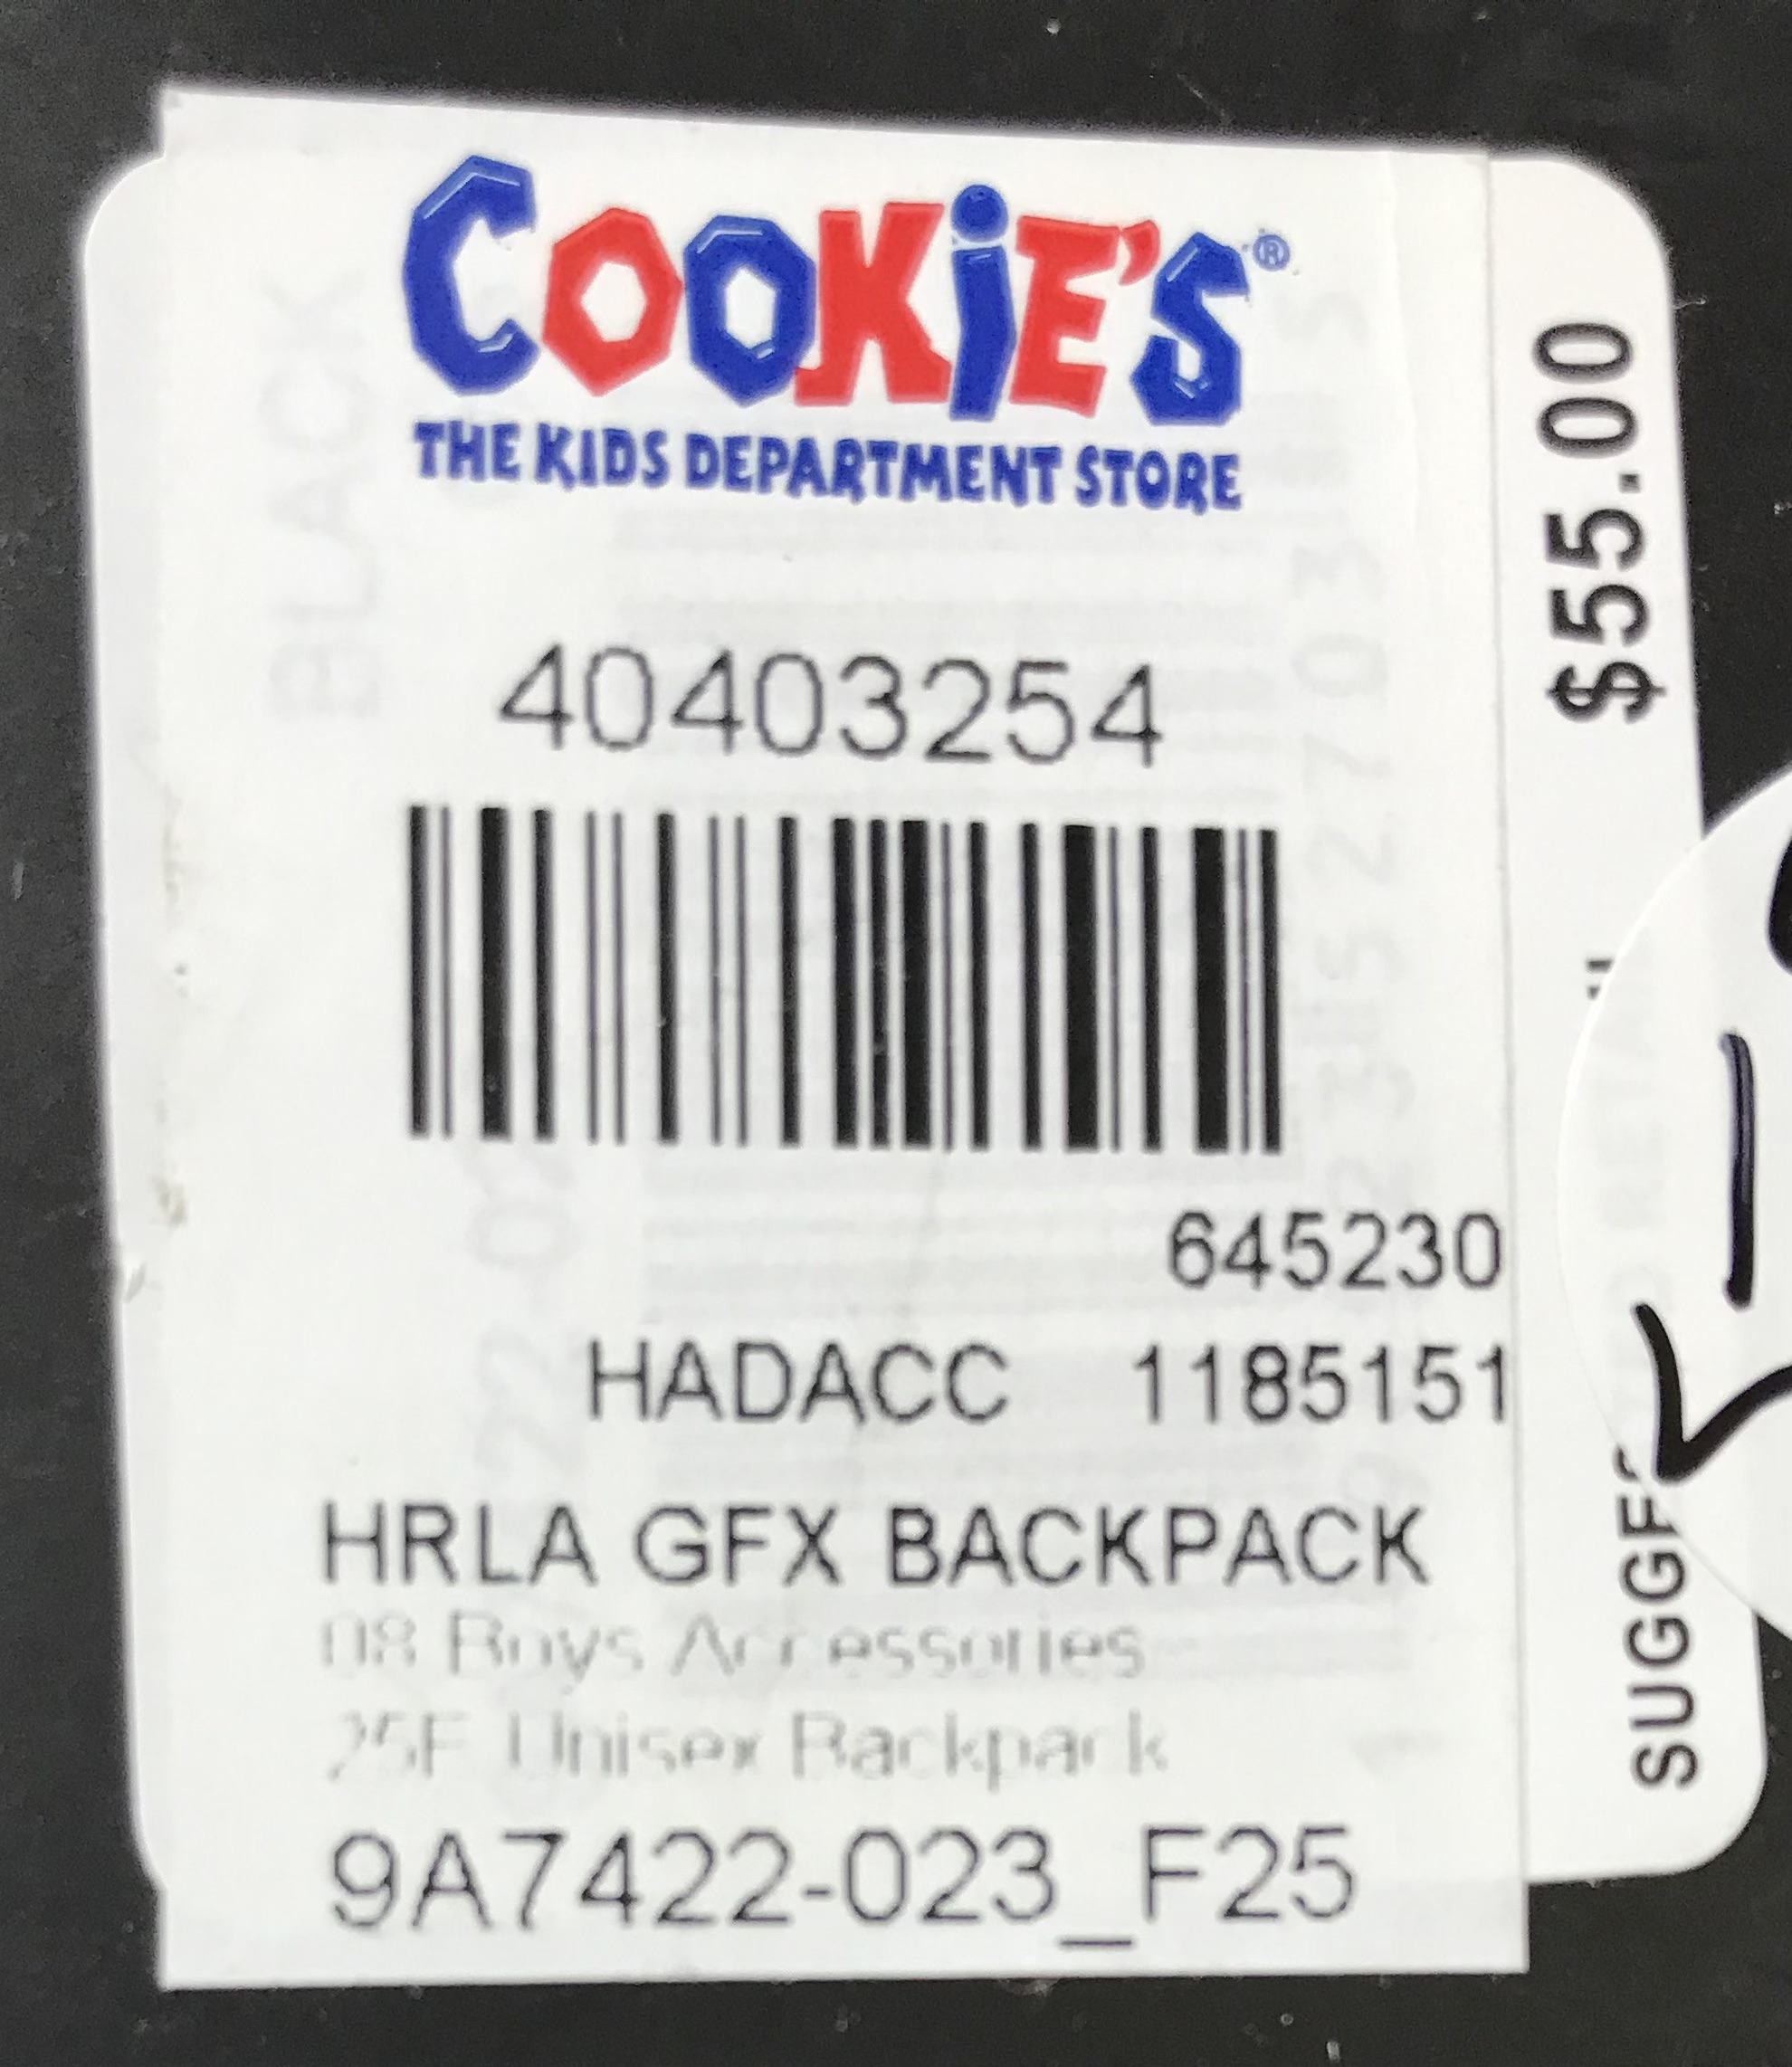 COOKiE'S®
THE KIDS DEPARTMENT STORE
40403254
645230
HADACC 1185151
HRLA GFX BACKPACK
08 Boys Accessories
25F Unisex Backpack
9A7422-023_F25
$55.00
BLACK